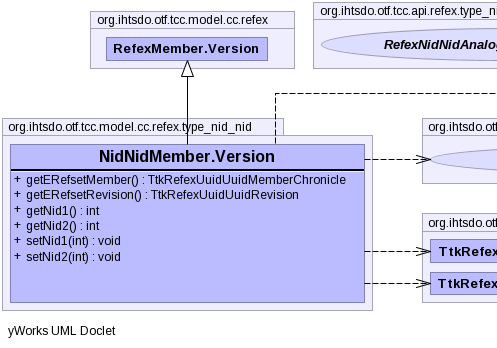 org.ihtsdo.otf.tcc.model.cc.refex
RefexMember.Version
org.ihtsdo.otf.tcc.api.refex.type_ni
RefexNidNidAnalog
org.ihtsdo.otf.tcc.model.cc.refex.type_nid_nid
NidNidMember.Version
+ getERefsetMember() : TtkRefexUuidUuidMemberChronicle
+ getERefsetRevision() : TtkRefexUuidUuidRevision
+ getNid1() : int
+ getNid2() : int
+ setNid1(int) : void
+ setNid2(int) : void
org.ihtsdo.otf
org.ihtsdo.otf
TtkRefex
TtkRefex
yWorks UML Doclet